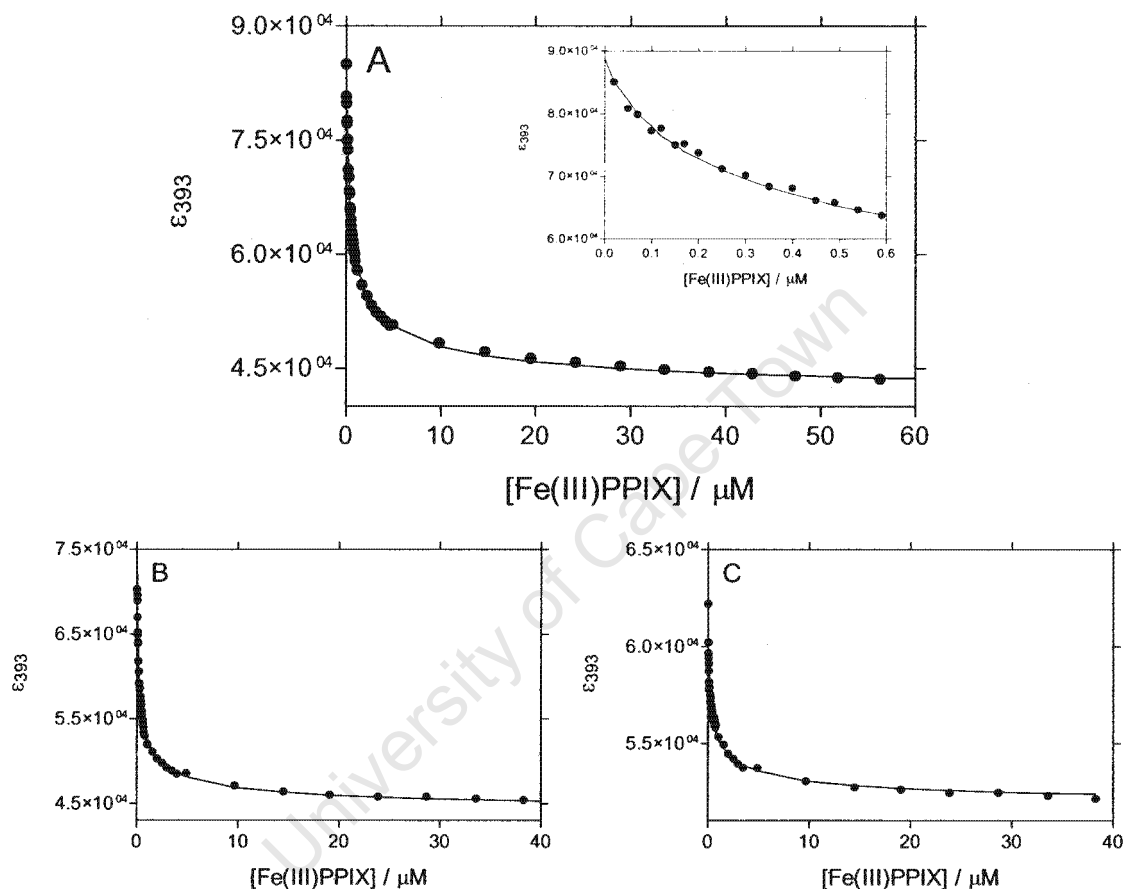 A
9.0×10⁰⁴
7.5×10⁰⁴
6.0×10⁰⁴
4.5×10⁰⁴
ε₃₉₃
0 10 20 30 40 50 60
[Fe(III)PPIX] / μM
9.0×10⁰⁴
8.0×10⁰⁴
7.0×10⁰⁴
6.0×10⁰⁴
ε₃₉₃
0.0 0.1 0.2 0.3 0.4 0.5 0.6
[Fe(III)PPIX] / μM
B
7.5×10⁰⁴
6.5×10⁰⁴
5.5×10⁰⁴
4.5×10⁰⁴
ε₃₉₃
0 10 20 30 40
[Fe(III)PPIX] / μM
C
6.5×10⁰⁴
6.0×10⁰⁴
5.5×10⁰⁴
ε₃₉₃
0 10 20 30 40
[Fe(III)PPIX] / μM
University of Cape Town